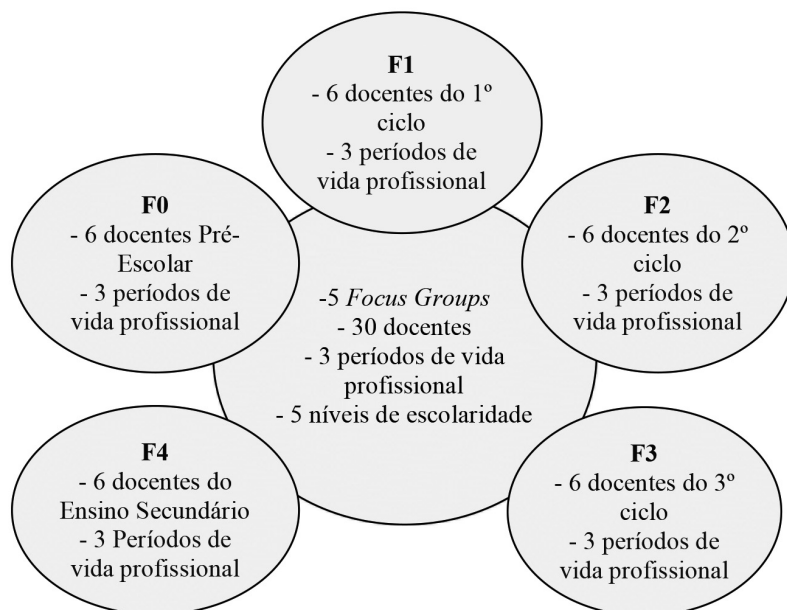 F1
- 6 docentes do 1º
ciclo
- 3 períodos de
vida profissional
F0
- 6 docentes Pré-
Escolar
- 3 períodos de
vida profissional
F2
- 6 docentes do 2º
ciclo
- 3 períodos de
vida profissional
-5 Focus Groups
- 30 docentes
- 3 períodos de vida
profissional
- 5 níveis de escolaridade
F4
- 6 docentes do
Ensino Secundário
- 3 Períodos de
vida profissional
F3
- 6 docentes do 3º
ciclo
- 3 períodos de
vida profissional